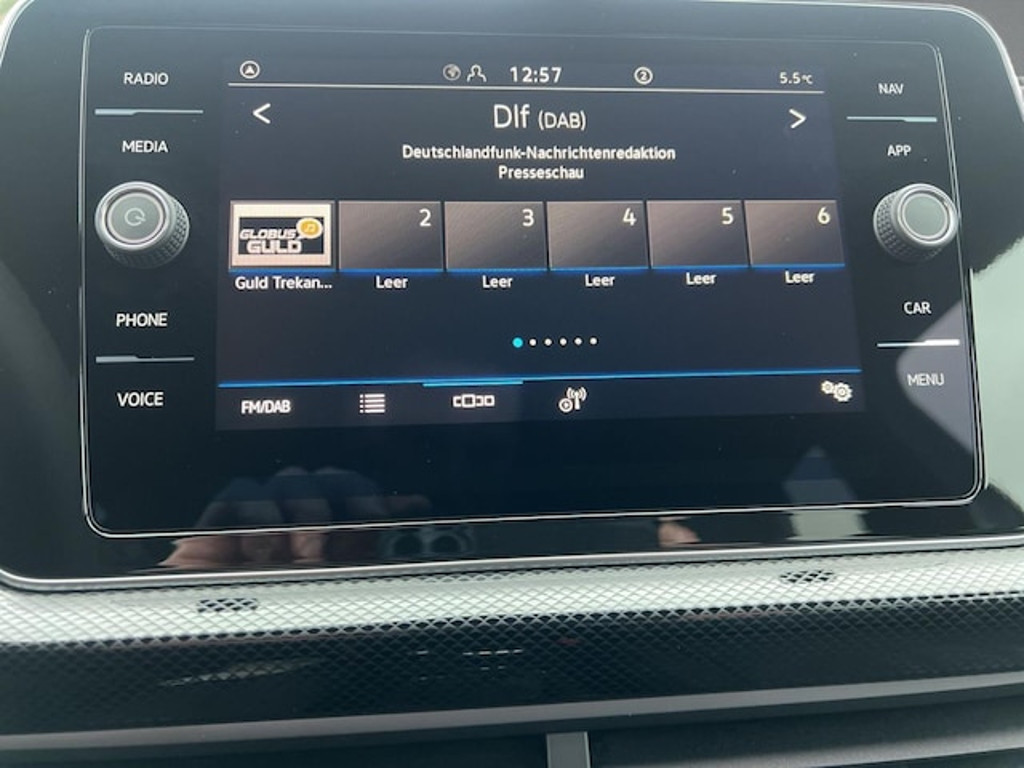 RADIO
MEDIA
PHONE
VOICE
12:57
2
5.5°C
< Dlf (DAB) >
Deutschlandfunk-Nachrichtenredaktion
Presseschau
GLOBUS
GULD
2 3 4 5 6
Guld Trekan... Leer Leer Leer Leer Leer
FM/DAB
NAV
APP
CAR
MENU